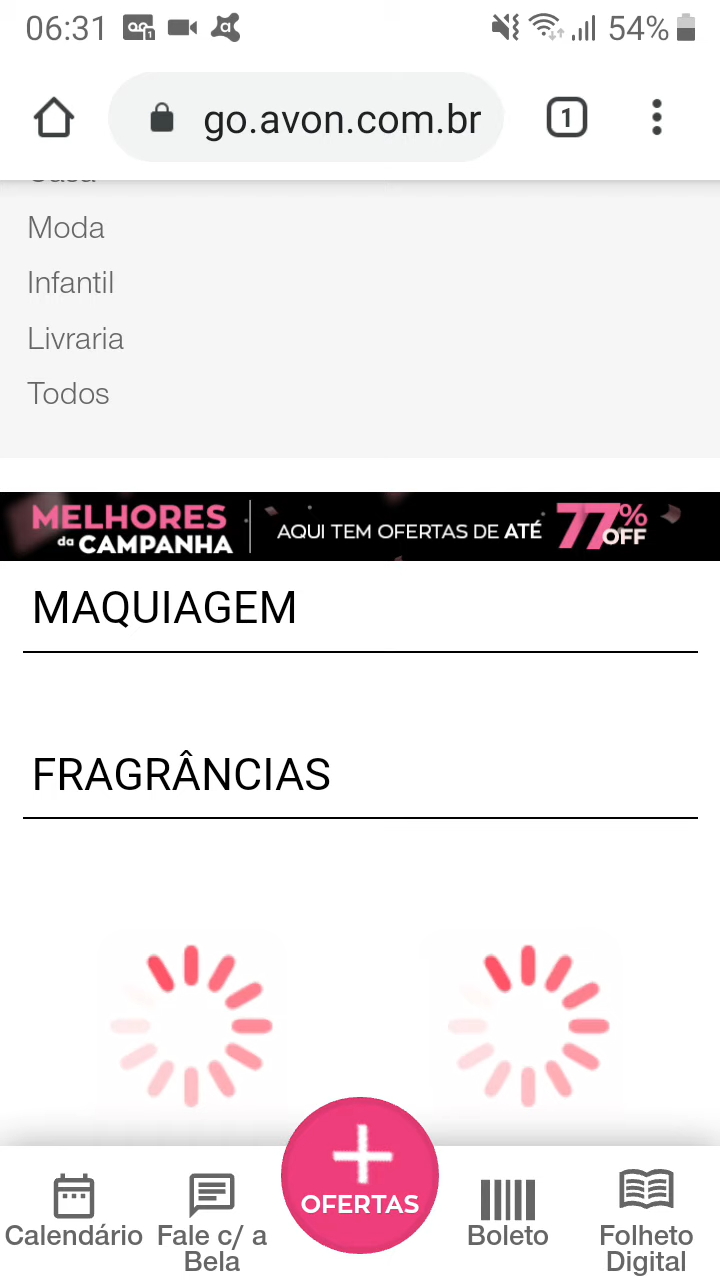 06:31
54%
go.avon.com.br
1
Casa
Moda
Infantil
Livraria
Todos
MELHORES da CAMPANHA AQUI TEM OFERTAS DE ATÉ 77% OFF
MAQUIAGEM
FRAGRÂNCIAS
OFERTAS
Calendário
Fale c/ a
Bela
Boleto
Folheto
Digital